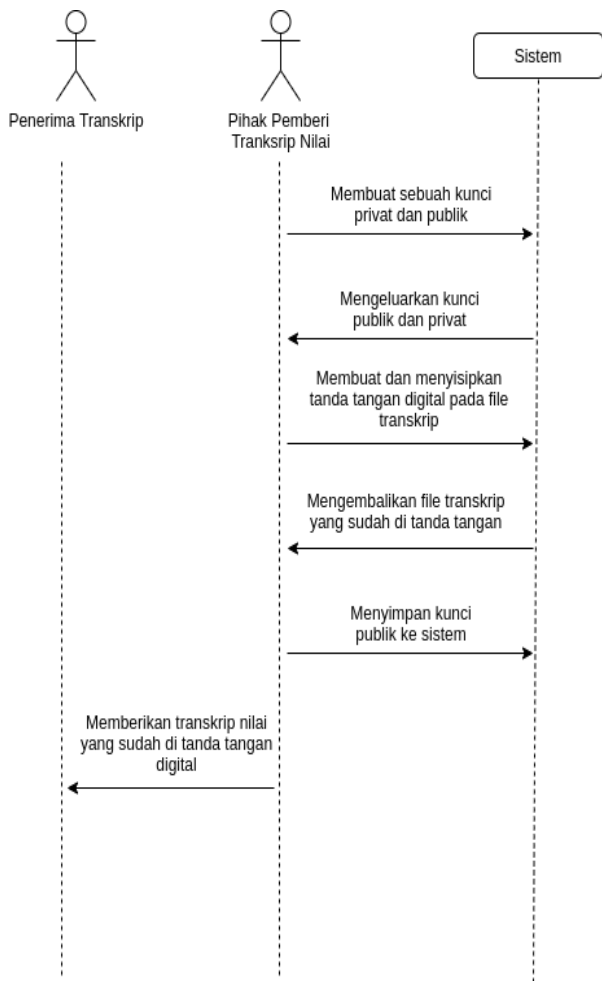 Penerima Transkrip
Pihak Pemberi
Tranksrip Nilai
Sistem
Membuat sebuah kunci
privat dan publik
Mengeluarkan kunci
publik dan privat
Membuat dan menyisipkan
tanda tangan digital pada file
transkrip
Mengembalikan file transkrip
yang sudah di tanda tangan
Menyimpan kunci
publik ke sistem
Memberikan transkrip nilai
yang sudah di tanda tangan
digital